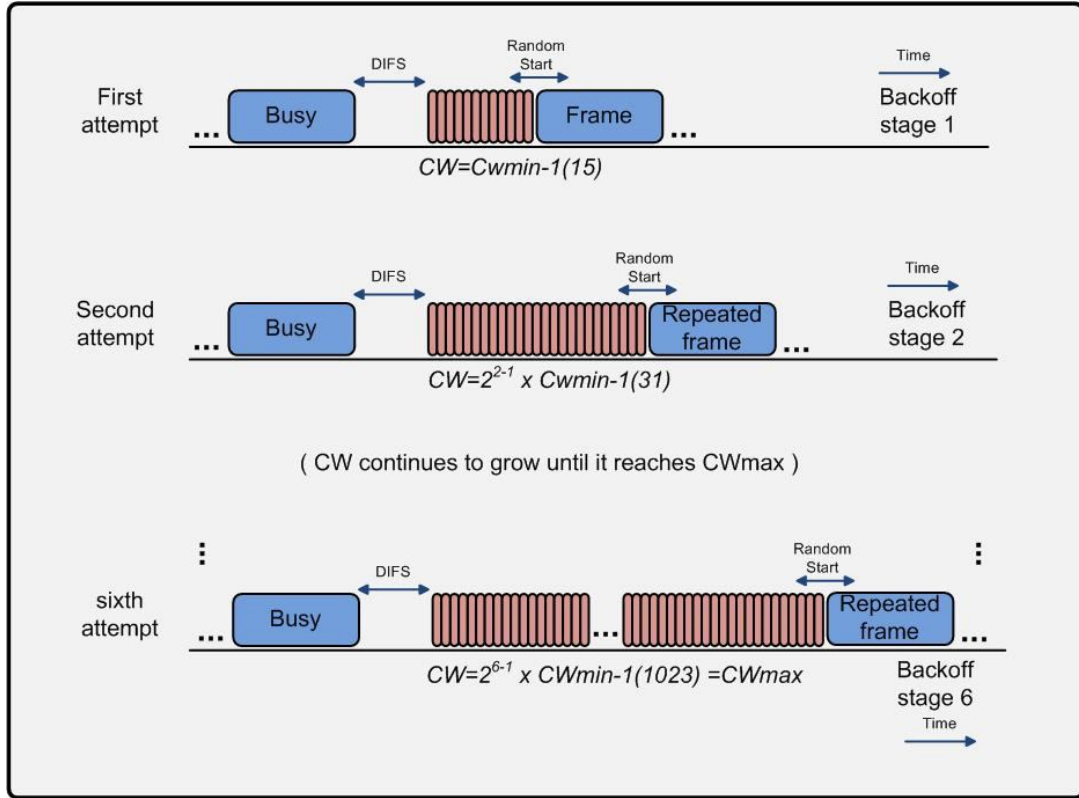 Random
Start
DIFS
Time
First
attempt
...
Busy
Frame
...
Backoff
stage 1
CW=Cwmin-1(15)
Random
Start
DIFS
Time
Second
attempt
...
Busy
Repeated
frame
...
Backoff
stage 2
CW=2^2-1 x Cwmin-1(31)
( CW continues to grow until it reaches CWmax )
Random
Start
DIFS
sixth
attempt
...
Busy
...
Repeated
frame
...
CW=2^6-1 x CWmin-1(1023) =CWmax
Backoff
stage 6
Time